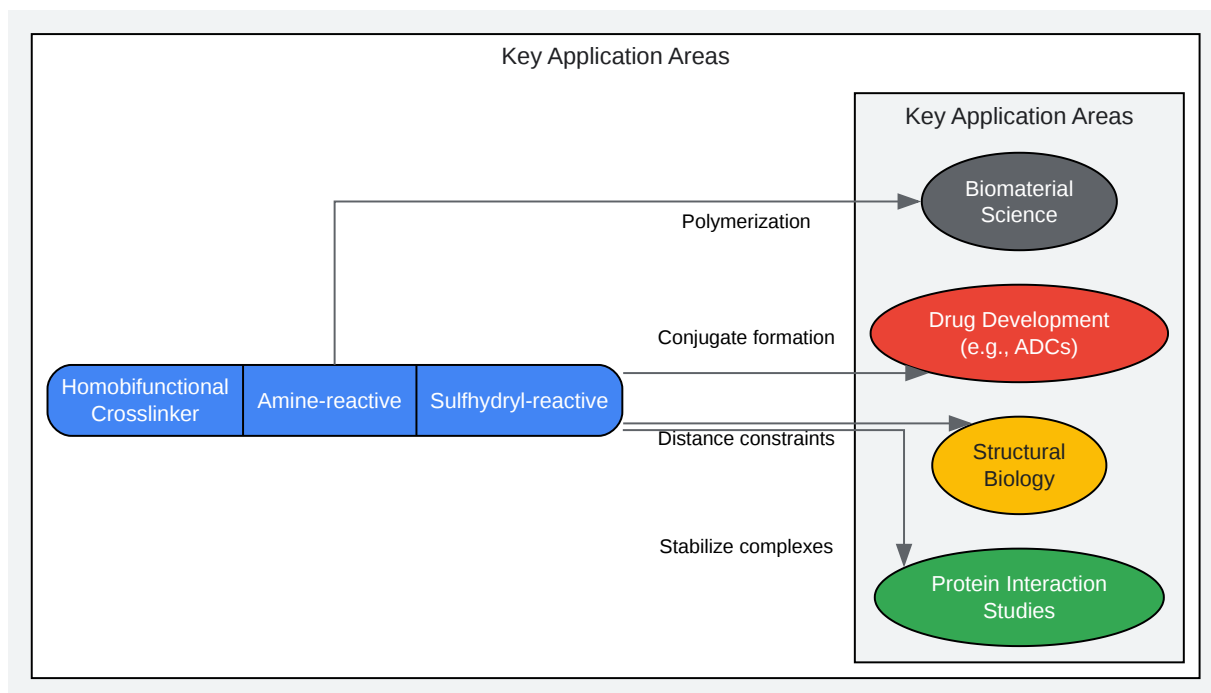 Key Application Areas
Key Application Areas
Biomaterial
Science
Polymerization
Drug Development
(e.g., ADCs)
Conjugate formation
Homobifunctional
Crosslinker
Amine-reactive
Sulfhydryl-reactive
Distance constraints
Structural
Biology
Stabilize complexes
Protein Interaction
Studies